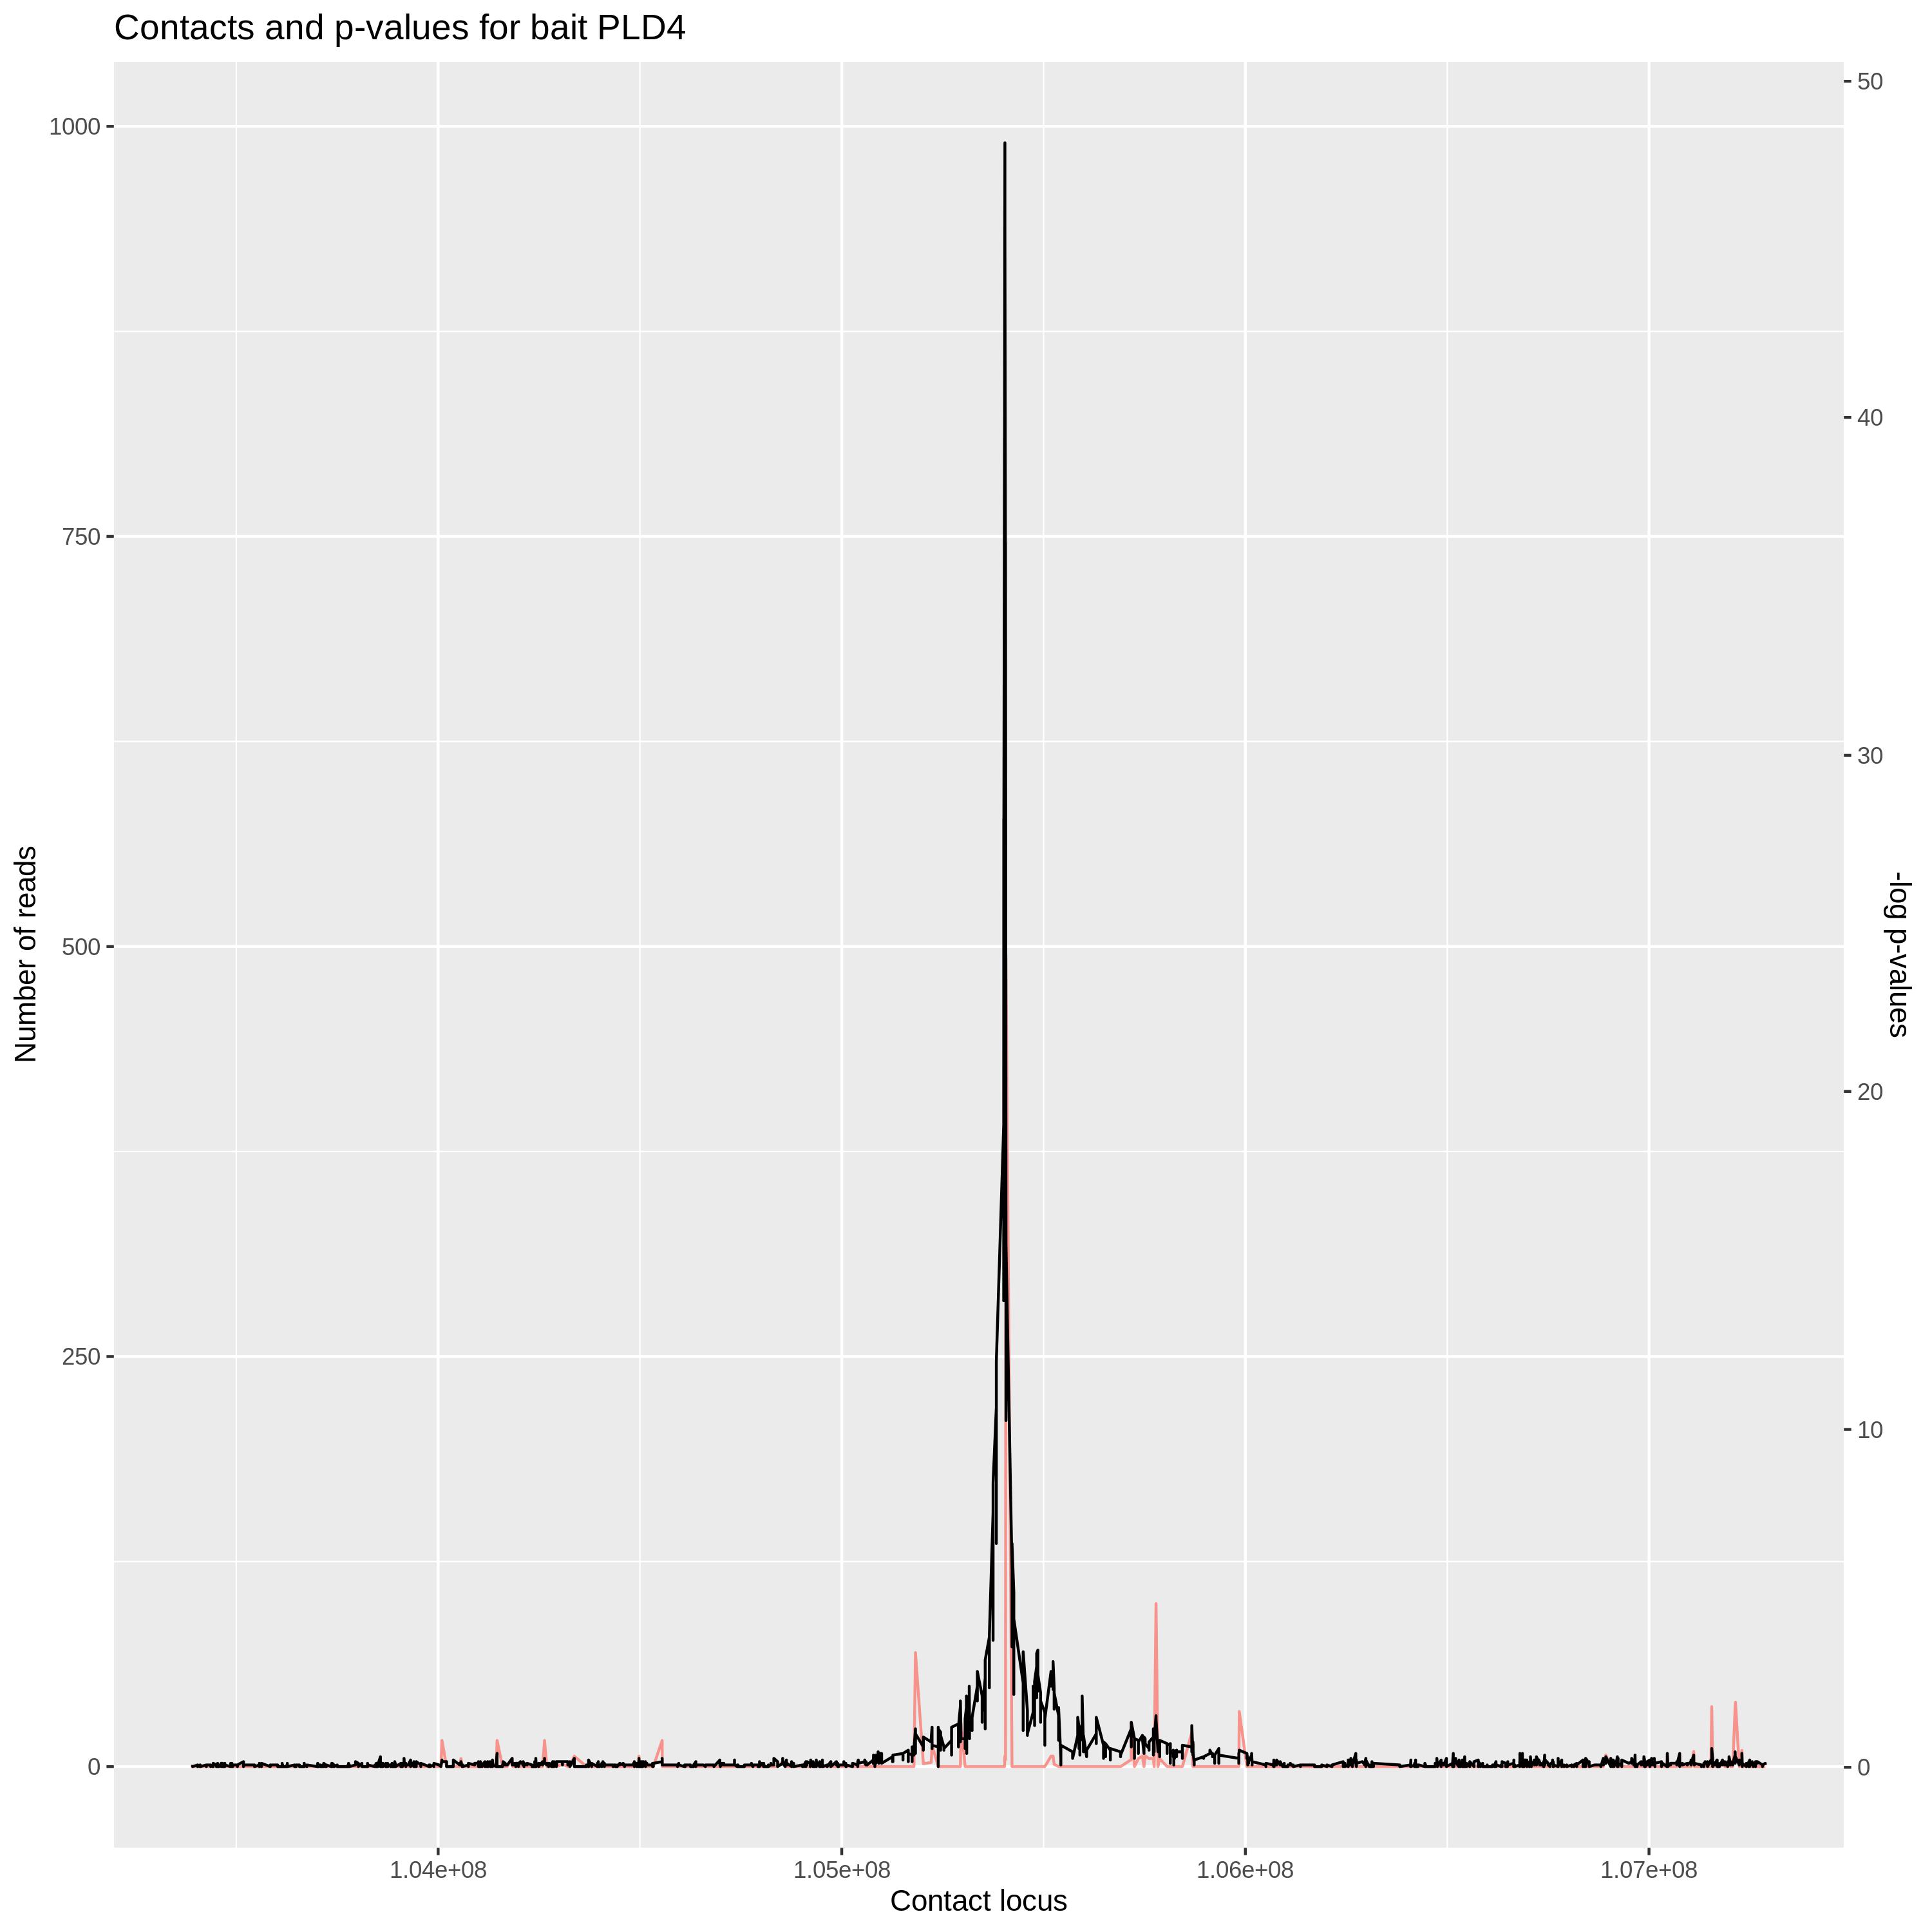 Contacts and p-values for bait PLD4
1000
750
500
250
0
Number of reads
50
40
30
20
10
0
-log p-values
1.04e+08
1.05e+08
1.06e+08
1.07e+08
Contact locus